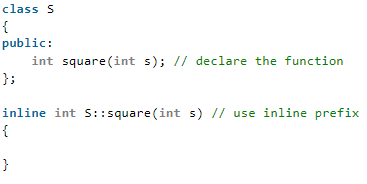 class S
{
public:
    int square(int s); // declare the function
};

inline int S::square(int s) // use inline prefix
{

}